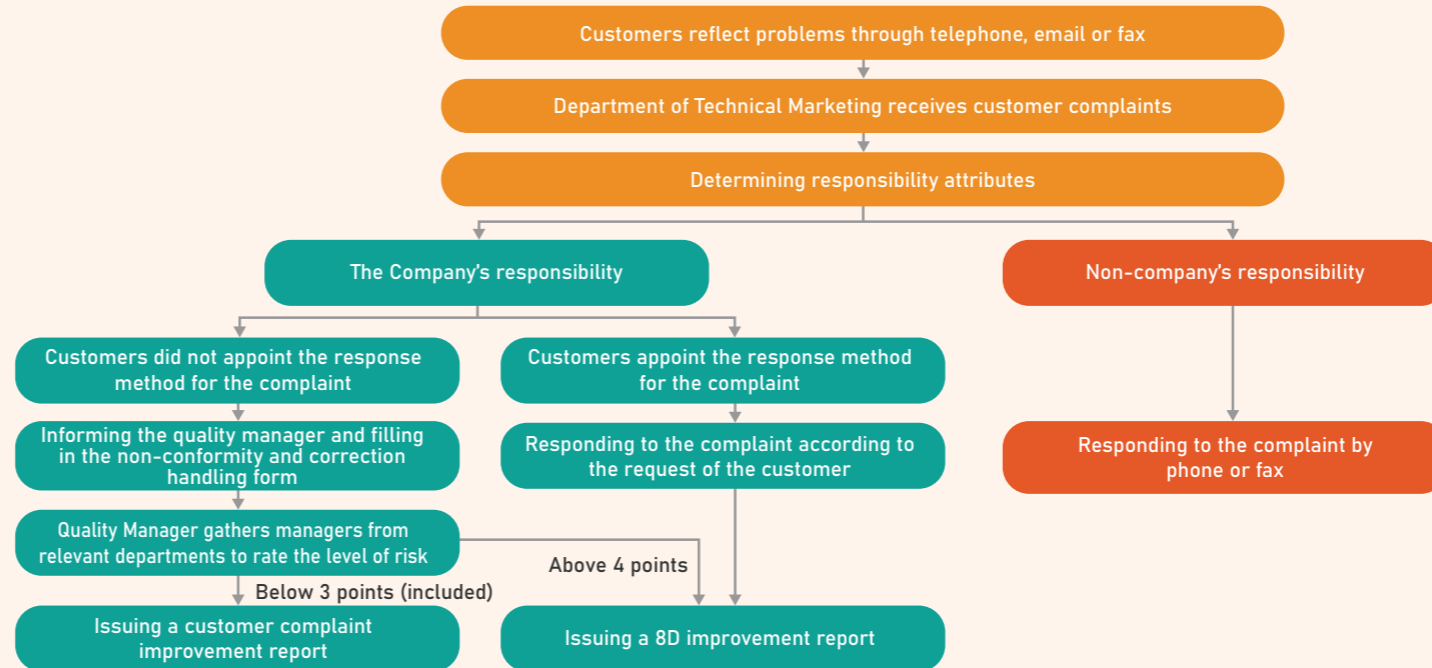 Customers reflect problems through telephone, email or fax
Department of Technical Marketing receives customer complaints
Determining responsibility attributes
The Company's responsibility
Non-company's responsibility
Customers did not appoint the response
method for the complaint
Customers appoint the response method
for the complaint
Informing the quality manager and filling
in the non-conformity and correction
handling form
Responding to the complaint according to
the request of the customer
Responding to the complaint by
phone or fax
Quality Manager gathers managers from
relevant departments to rate the level of risk
Above 4 points
Below 3 points (included)
Issuing a customer complaint
improvement report
Issuing a 8D improvement report